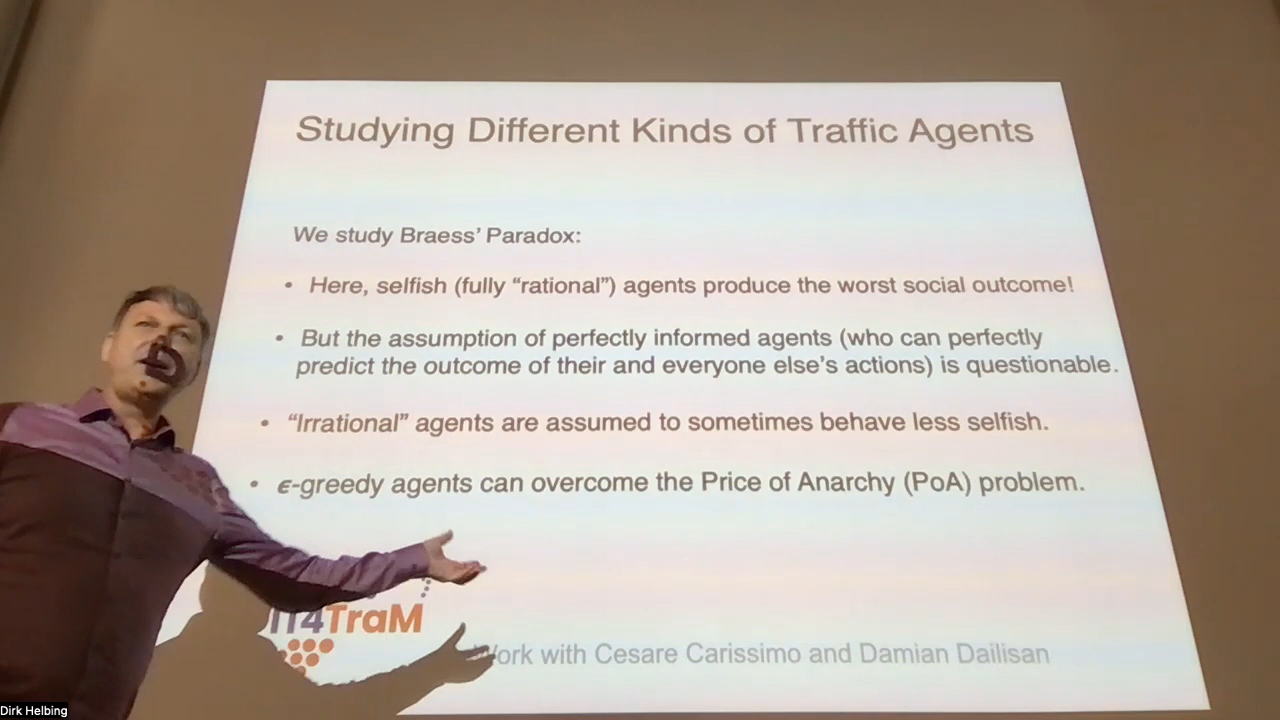 Studying Different Kinds of Traffic Agents
We study Braess’ Paradox:
• Here, selfish (fully “rational”) agents produce the worst social outcome!
• But the assumption of perfectly informed agents (who can perfectly
predict the outcome of their and everyone else’s actions) is questionable.
• “Irrational” agents are assumed to sometimes behave less selfish.
• ϵ-greedy agents can overcome the Price of Anarchy (PoA) problem.
IT4TraM
Work with Cesare Carissimo and Damian Dailisan
Dirk Helbing